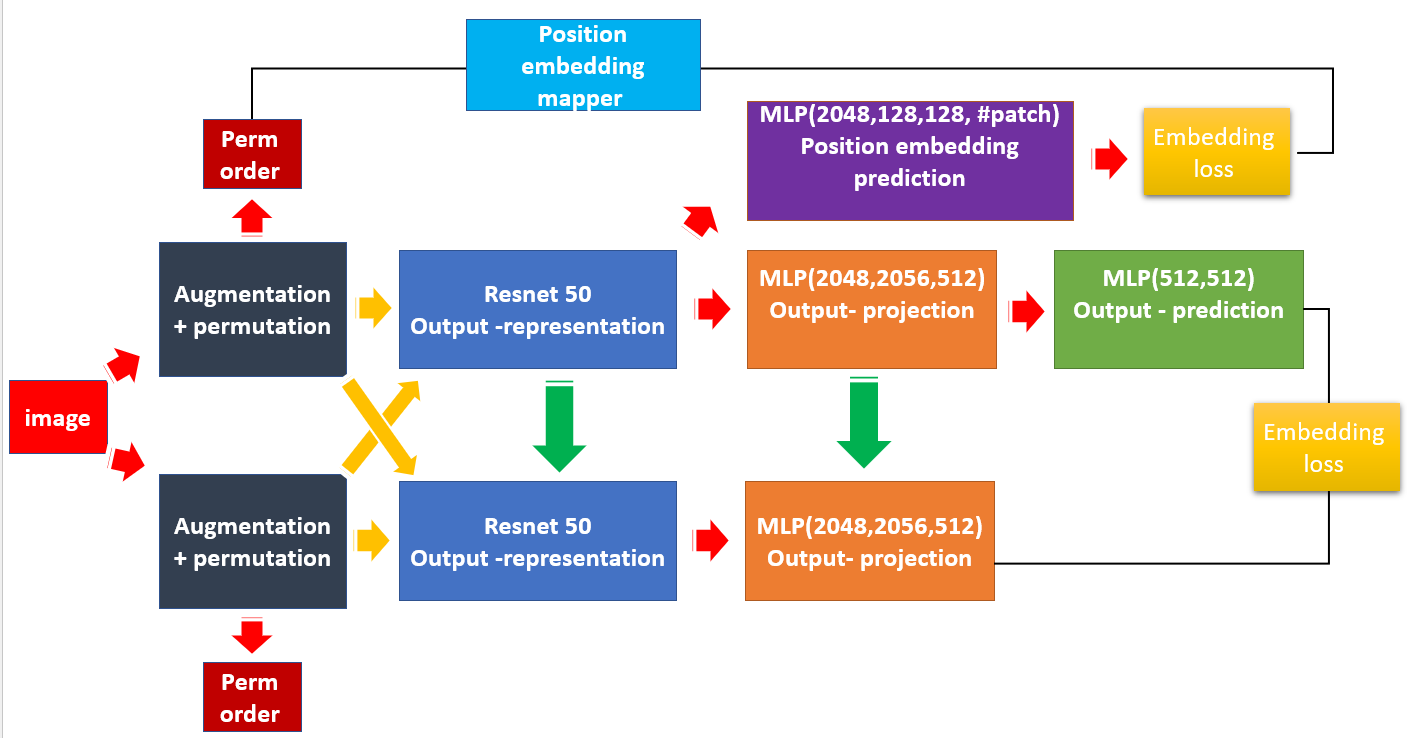 Position
embedding
mapper
Perm
order
MLP(2048,128,128, #patch)
Position embedding
prediction
Embedding
loss
Augmentation
+ permutation
Resnet 50
Output -representation
MLP(2048,2056,512)
Output- projection
MLP(512,512)
Output - prediction
image
Embedding
loss
Augmentation
+ permutation
Resnet 50
Output -representation
MLP(2048,2056,512)
Output- projection
Perm
order